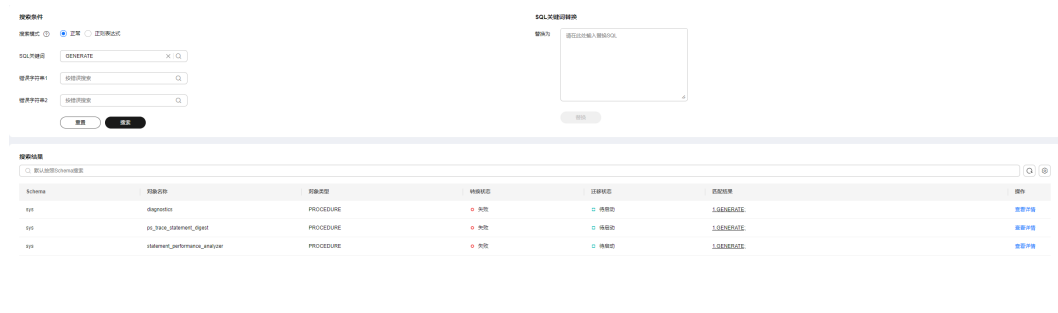 搜索条件
搜索模式 正常 正则表达式
SQL关键词 GENERATE
错误字符串1 按错误搜索
错误字符串2 按错误搜索
重置 搜索
SQL关键词替换
替换为 请在此处输入替换SQL
替换
搜索结果
默认按照Schema搜索
Schema 对象名称 对象类型 转换状态 迁移状态 匹配结果 操作
sys diagnostics PROCEDURE 失败 待启动 1.GENERATE; 查看详情
sys ps_trace_statement_digest PROCEDURE 失败 待启动 1.GENERATE; 查看详情
sys statement_performance_analyzer PROCEDURE 失败 待启动 1.GENERATE; 查看详情